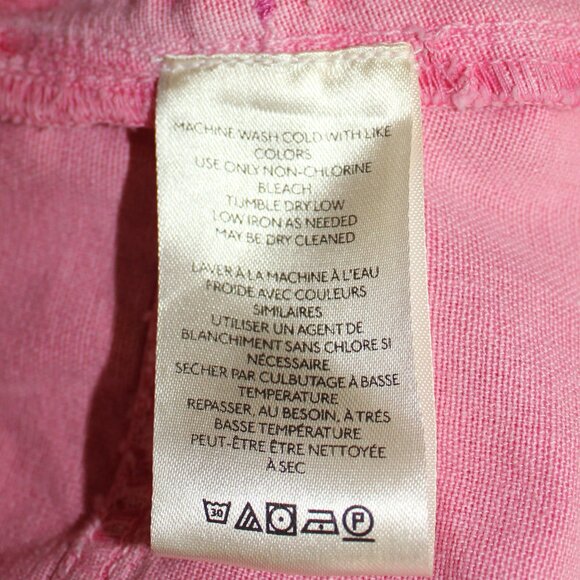 MACHINE WASH COLD WITH LIKE
COLORS
USE ONLY NON-CHLORINE
BLEACH
TUMBLE DRY LOW
LOW IRON AS NEEDED
MAY BE DRY CLEANED
LAVER À LA MACHINE À L'EAU
FROIDE AVEC COULEURS
SIMILAIRES
UTILISER UN AGENT DE
BLANCHIMENT SANS CHLORE SI
NÉCESSAIRE
SECHER PAR CULBUTAGE À BASSE
TEMPERATURE
REPASSER, AU BESOIN, À TRÉS
BASSE TEMPÉRATURE
PEUT-ÊTRE ÊTRE NETTOYÉE
À SEC
30 P